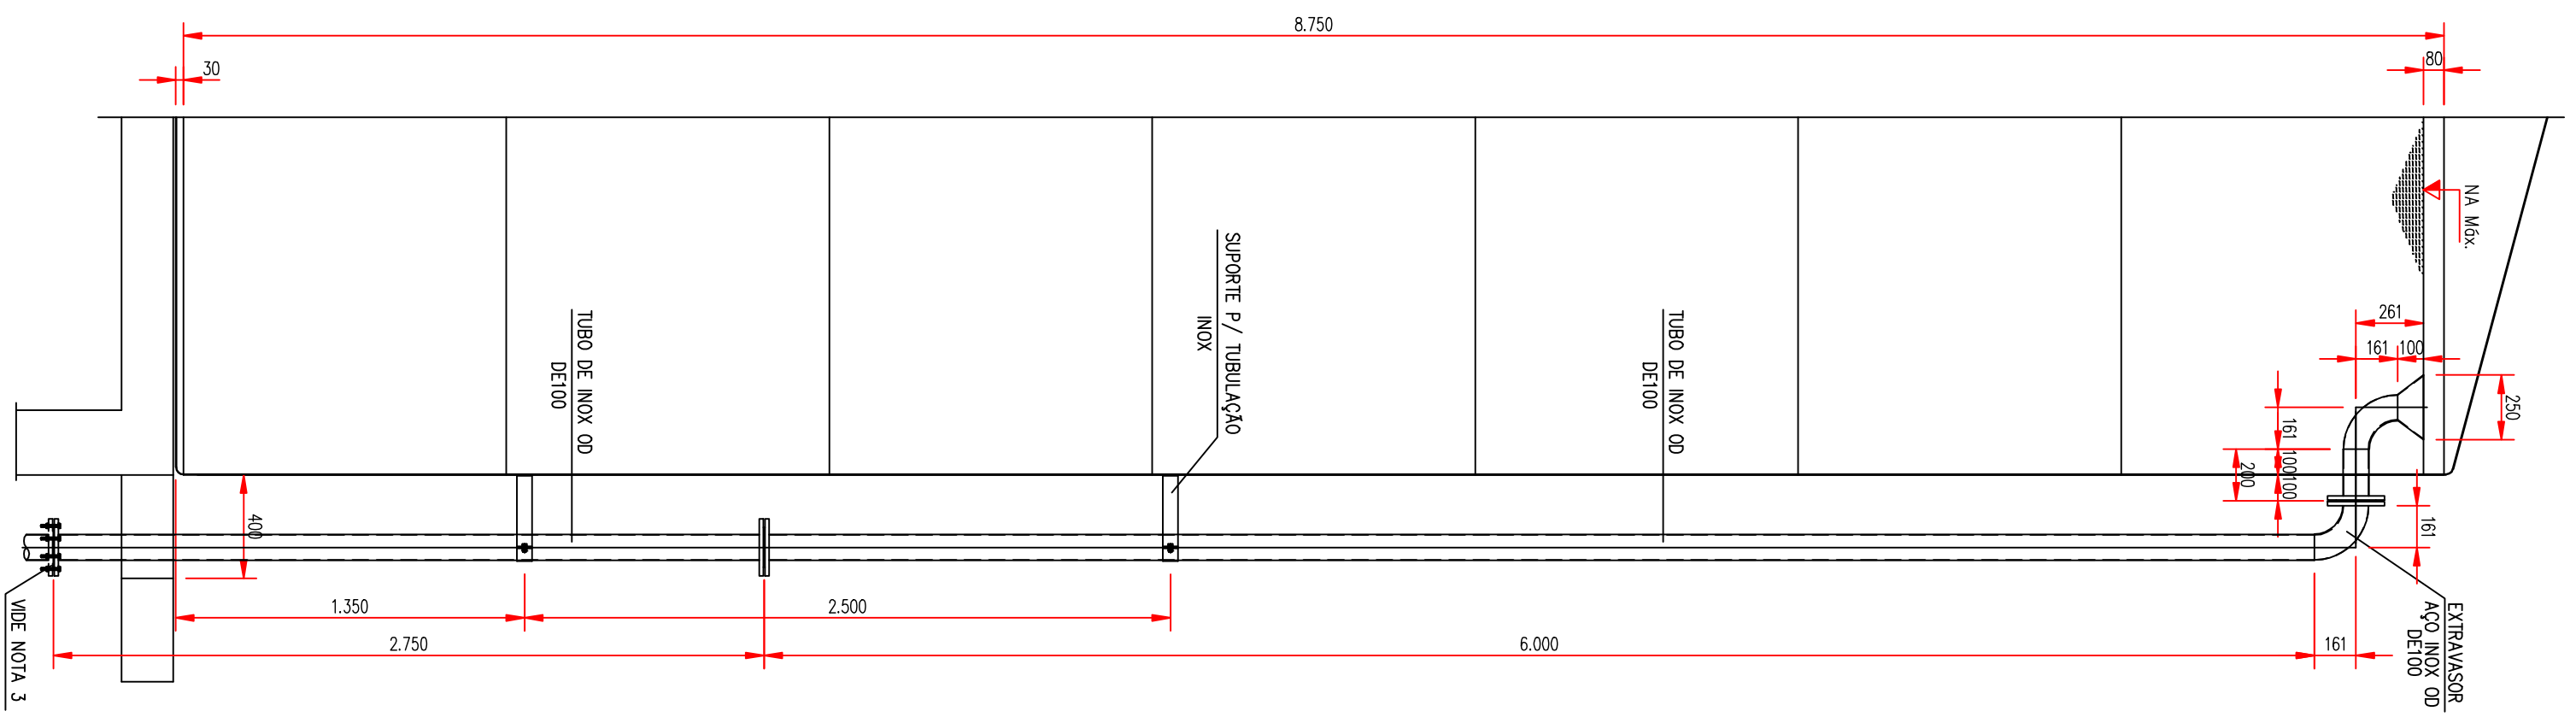 8.750
30
80
NA Máx.
261
161
100
250
161
100
100
200
161
SUPORTE P/ TUBULAÇÃO
INOX
TUBO DE INOX OD
DE100
TUBO DE INOX OD
DE100
400
1.350
2.500
2.750
6.000
161
EXTRAVASOR
AÇO INOX OD
DE100
VIDE NOTA 3